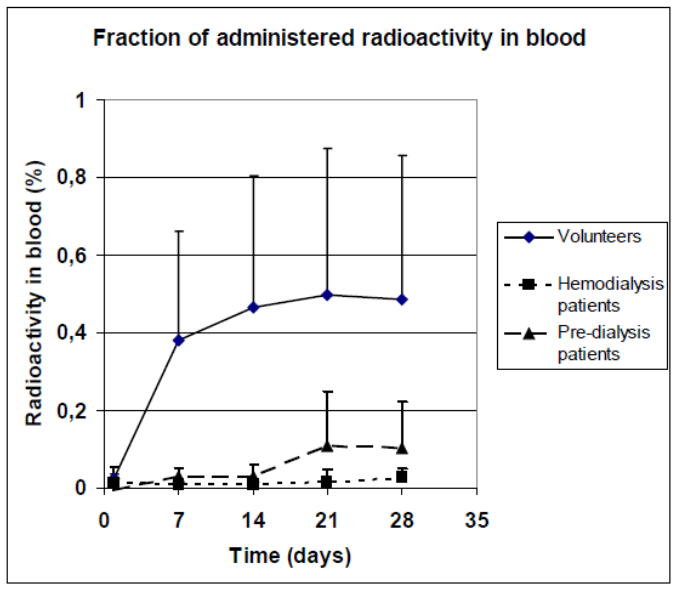 Fraction of administered radioactivity in blood
Radioactivity in blood (%)
1
0,8
0,6
0,4
0,2
0
0 7 14 21 28 35
Time (days)
Volunteers
Hemodialysis
patients
Pre-dialysis
patients